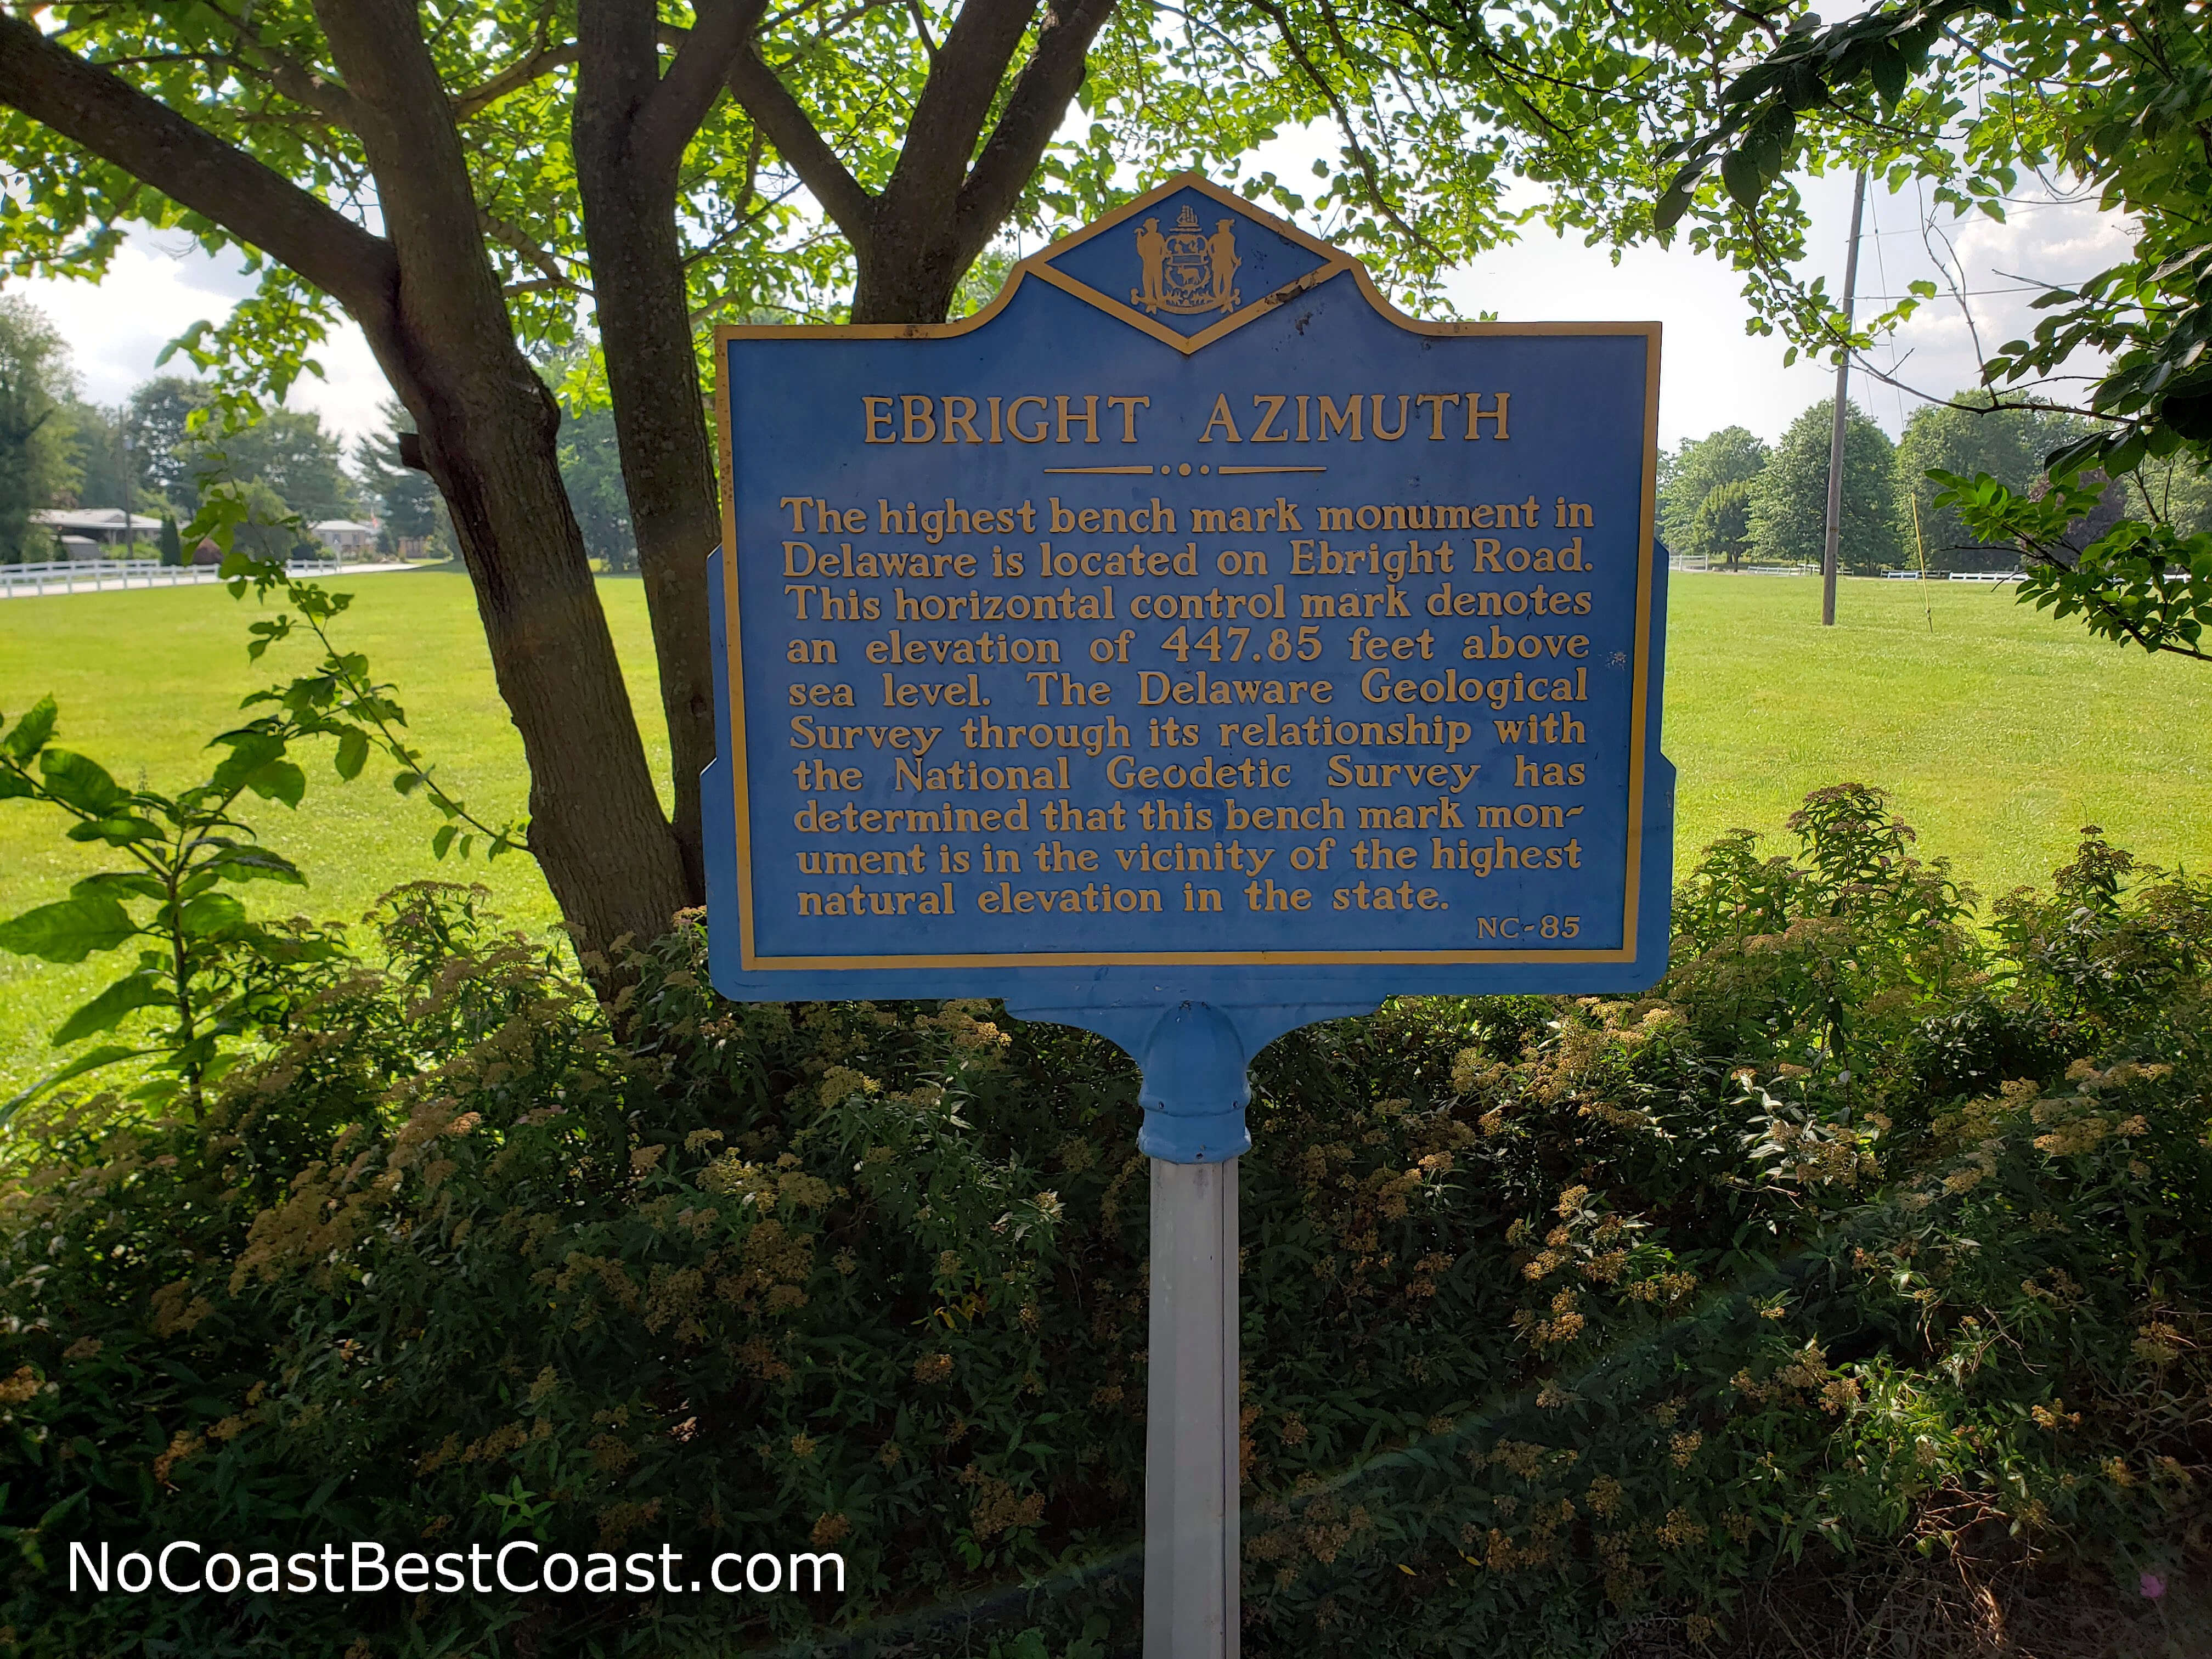 EBRIGHT AZIMUTH
The highest bench mark monument in
Delaware is located on Ebright Road.
This horizontal control mark denotes
an elevation of 447.85 feet above
sea level. The Delaware Geological
Survey through its relationship with
the National Geodetic Survey has
determined that this bench mark mon-
ument is in the vicinity of the highest
natural elevation in the state.
NC-85
NoCoastBestCoast.com